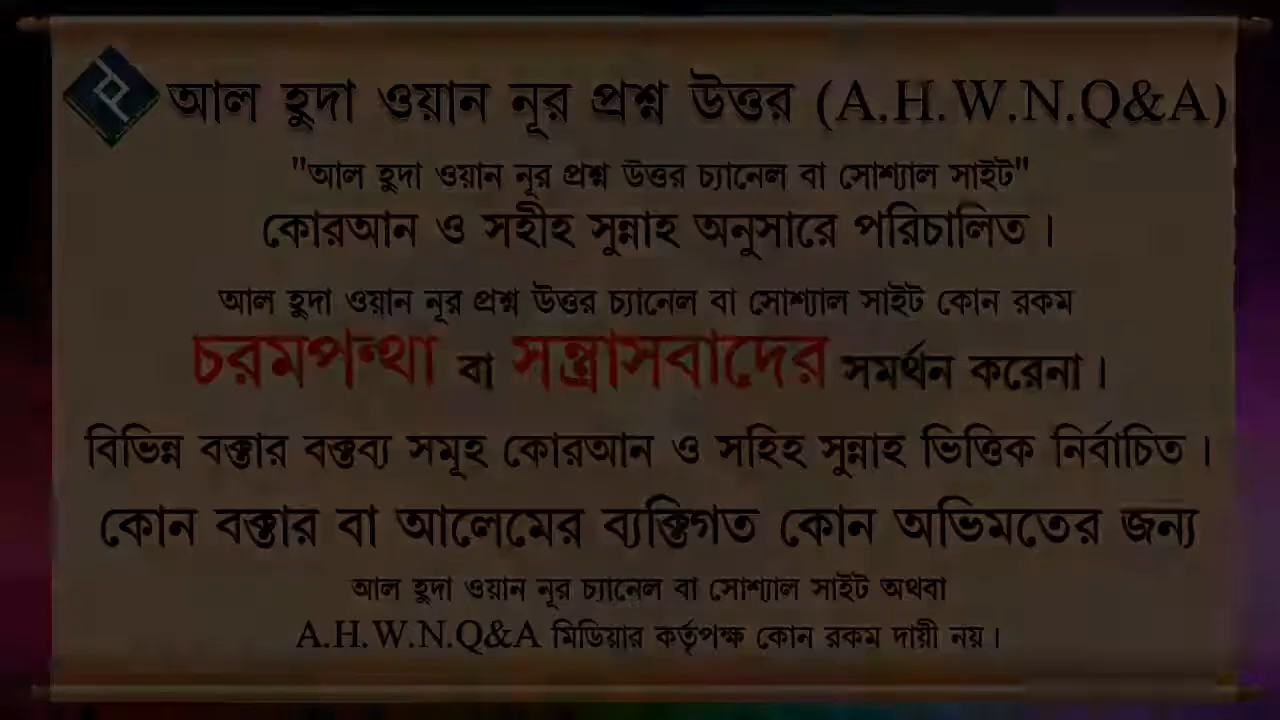 আল হুদা ওয়ান নূর প্রশ্ন উত্তর (A.H.W.N.Q&A)
"আল হুদা ওয়ান নূর প্রশ্ন উত্তর চ্যানেল বা সোশ্যাল সাইট"
কোরআন ও সহীহ সুন্নাহ অনুসারে পরিচালিত ।
আল হুদা ওয়ান নূর প্রশ্ন উত্তর চ্যানেল বা সোশ্যাল সাইট কোন রকম
চরমপন্থা বা সন্ত্রাসবাদের সমর্থন করেনা ।
বিভিন্ন বক্তার বক্তব্য সমূহ কোরআন ও সহিহ সুন্নাহ ভিত্তিক নির্বাচিত ।
কোন বক্তার বা আলেমের ব্যক্তিগত কোন অভিমতের জন্য
আল হুদা ওয়ান নূর চ্যানেল বা সোশ্যাল সাইট অথবা
A.H.W.N.Q&A মিডিয়ার কর্তৃপক্ষ কোন রকম দায়ী নয় ।